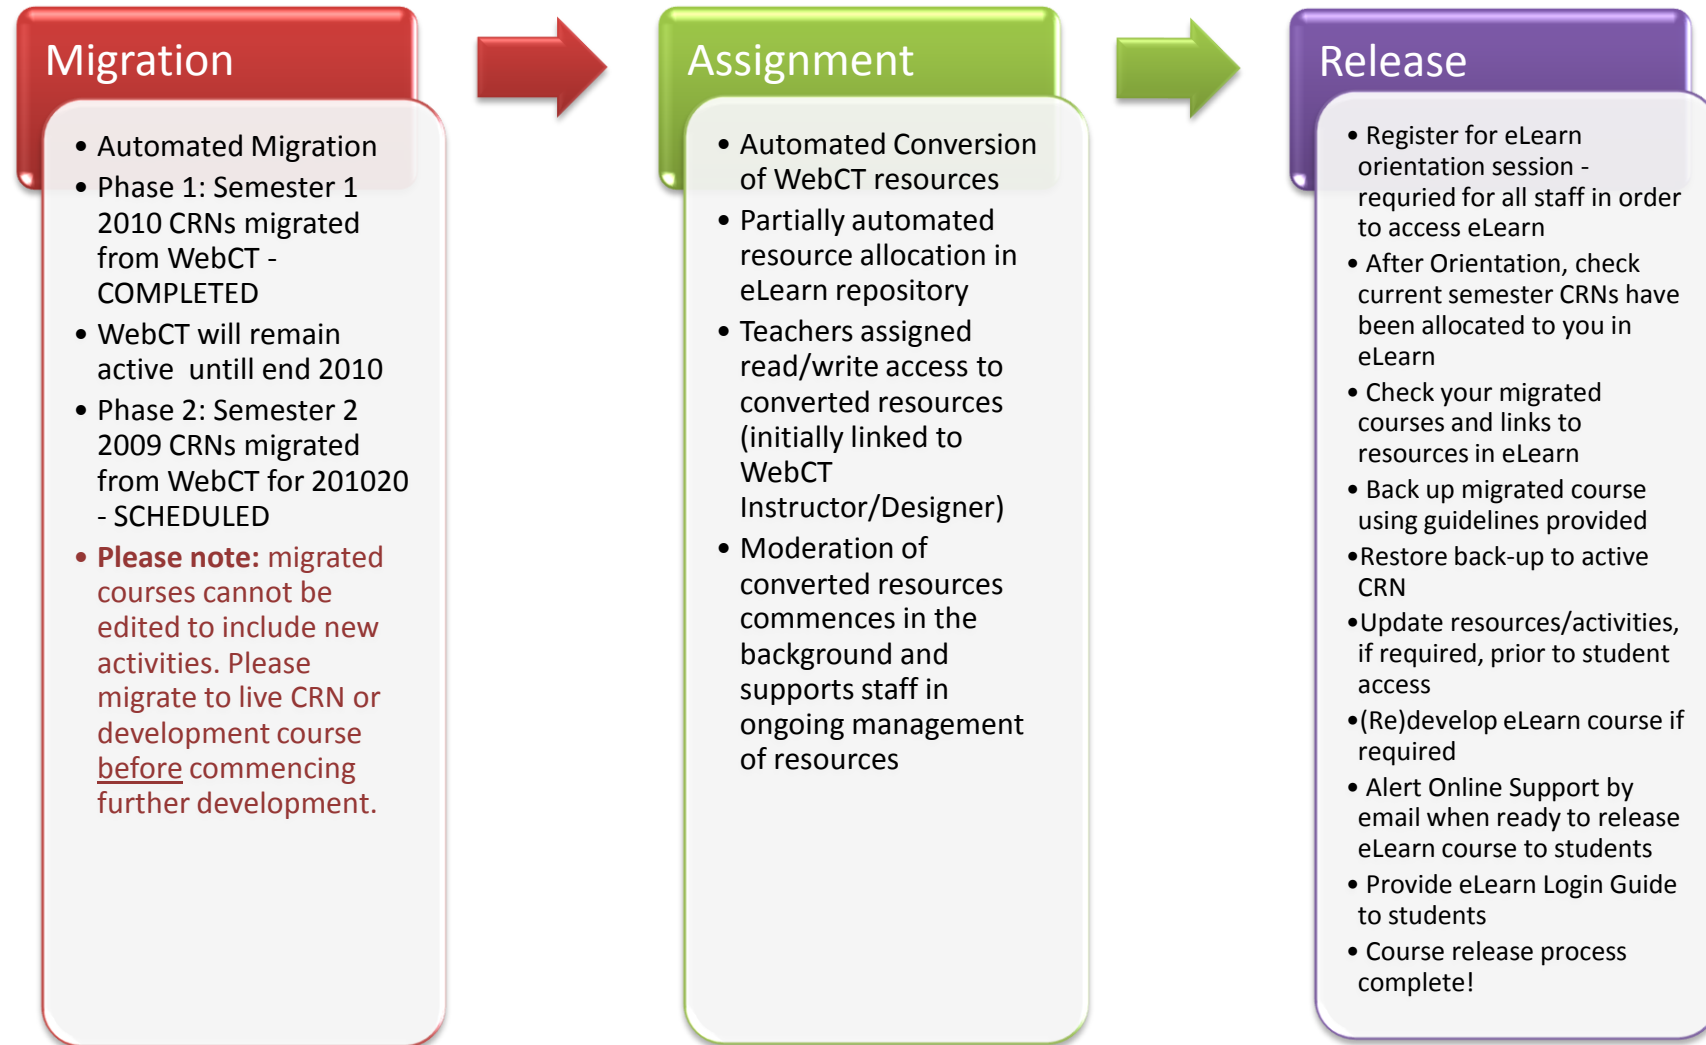 Migration
• Automated Migration
• Phase 1: Semester 1
2010 CRNs migrated
from WebCT -
COMPLETED
• WebCT will remain
active untill end 2010
• Phase 2: Semester 2
2009 CRNs migrated
from WebCT for 201020
- SCHEDULED
• Please note: migrated
courses cannot be
edited to include new
activities. Please
migrate to live CRN or
development course
before commencing
further development.
Assignment
• Automated Conversion
of WebCT resources
• Partially automated
resource allocation in
eLearn repository
• Teachers assigned
read/write access to
converted resources
(initially linked to
WebCT
Instructor/Designer)
• Moderation of
converted resources
commences in the
background and
supports staff in
ongoing management
of resources
Release
• Register for eLearn
orientation session -
requried for all staff in order
to access eLearn
• After Orientation, check
current semester CRNs have
been allocated to you in
eLearn
• Check your migrated
courses and links to
resources in eLearn
• Back up migrated course
using guidelines provided
•Restore back-up to active
CRN
•Update resources/activities,
if required, prior to student
access
•(Re)develop eLearn course if
required
• Alert Online Support by
email when ready to release
eLearn course to students
• Provide eLearn Login Guide
to students
• Course release process
complete!